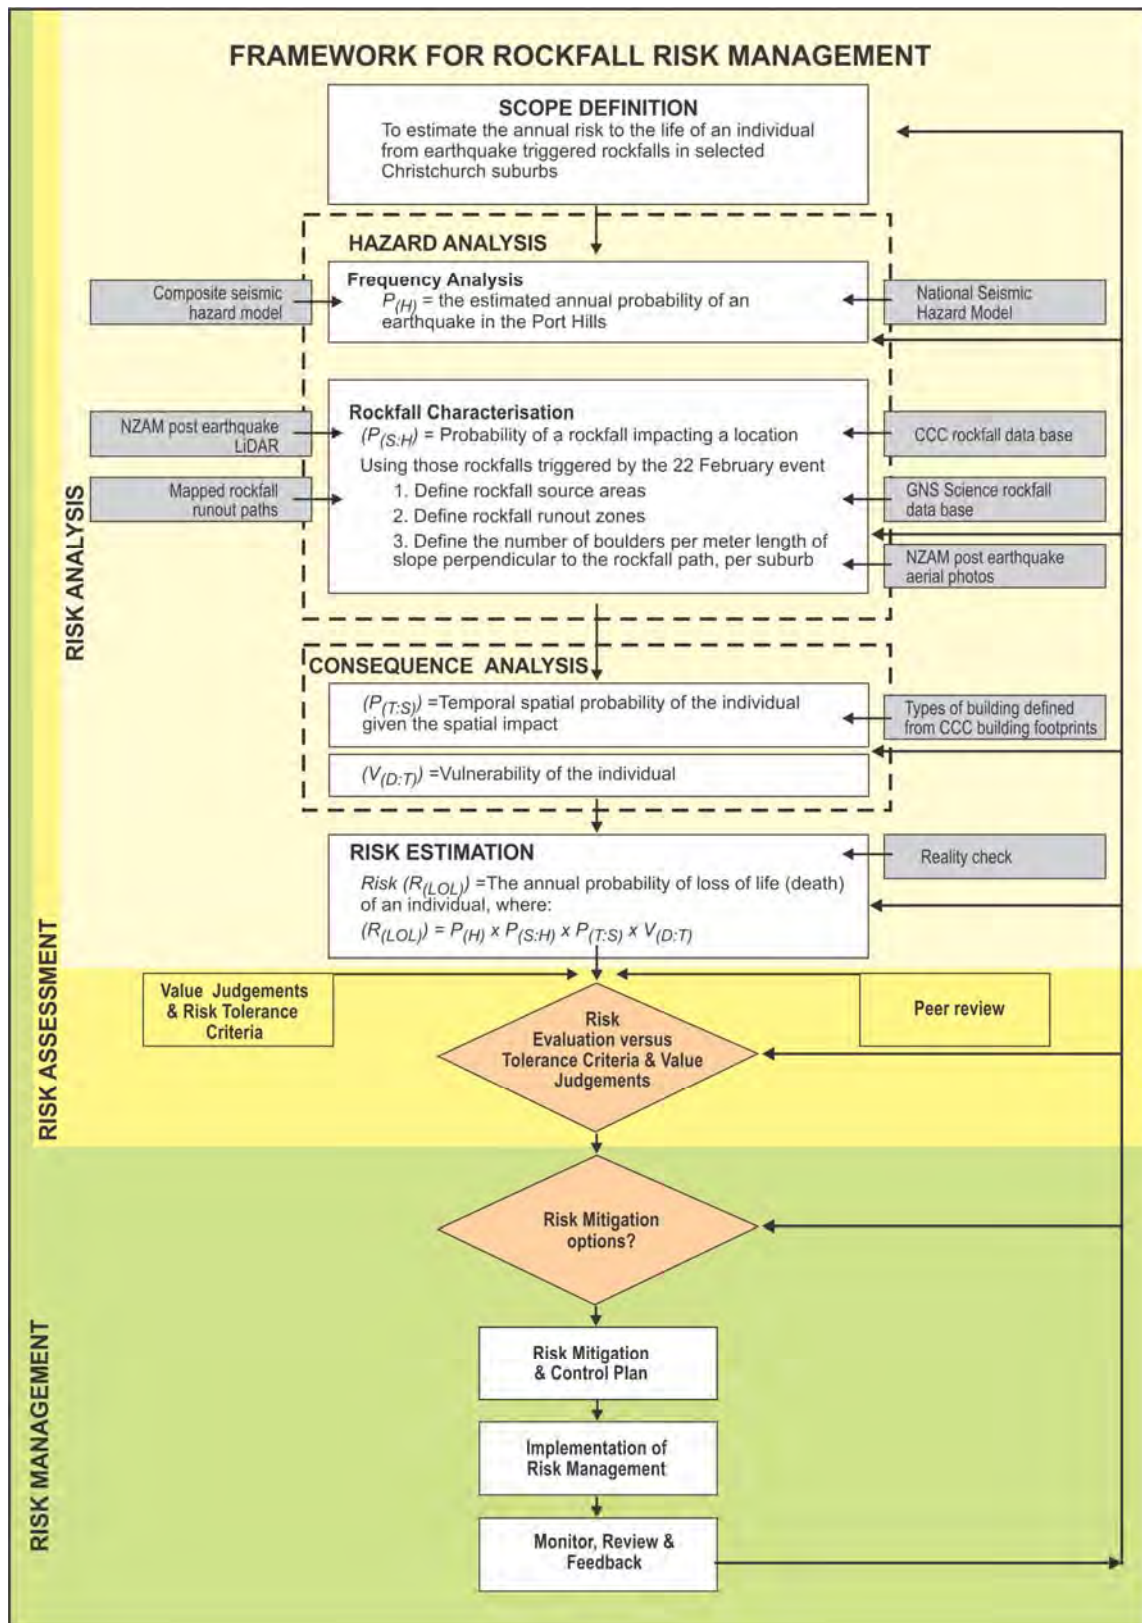 FRAMEWORK FOR ROCKFALL RISK MANAGEMENT
SCOPE DEFINITION
To estimate the annual risk to the life of an individual
from earthquake triggered rockfalls in selected
Christchurch suburbs
HAZARD ANALYSIS
Frequency Analysis
P(H) = the estimated annual probability of an
earthquake in the Port Hills
Composite seismic
hazard model
National Seismic
Hazard Model
Rockfall Characterisation
(P(S:H)) = Probability of a rockfall impacting a location
Using those rockfalls triggered by the 22 February event
1. Define rockfall source areas
2. Define rockfall runout zones
3. Define the number of boulders per meter length of
slope perpendicular to the rockfall path, per suburb
NZAM post earthquake
LiDAR
Mapped rockfall
runout paths
CCC rockfall data base
GNS Science rockfall
data base
NZAM post earthquake
aerial photos
RISK ANALYSIS
CONSEQUENCE ANALYSIS
(P(T:S)) =Temporal spatial probability of the individual
given the spatial impact
(V(D:T)) =Vulnerability of the individual
Types of building defined
from CCC building footprints
RISK ESTIMATION
Risk (R(LOL)) =The annual probability of loss of life (death)
of an individual, where:
(R(LOL)) = P(H) x P(S:H) x P(T:S) x V(D:T)
Reality check
RISK ASSESSMENT
Value Judgements
& Risk Tolerance
Criteria
Peer review
Risk
Evaluation versus
Tolerance Criteria & Value
Judgements
RISK MANAGEMENT
Risk Mitigation
options?
Risk Mitigation
& Control Plan
Implementation of
Risk Management
Monitor, Review &
Feedback